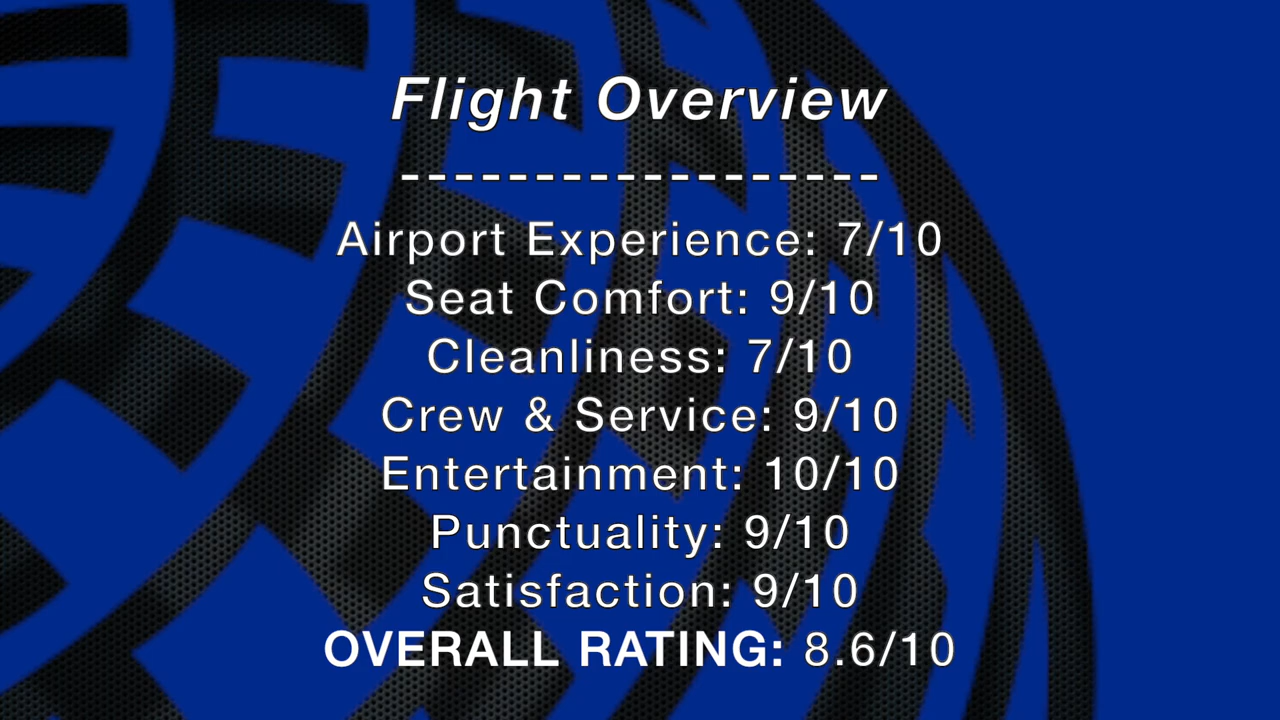 Flight Overview
------------------
Airport Experience: 7/10
Seat Comfort: 9/10
Cleanliness: 7/10
Crew & Service: 9/10
Entertainment: 10/10
Punctuality: 9/10
Satisfaction: 9/10
OVERALL RATING: 8.6/10